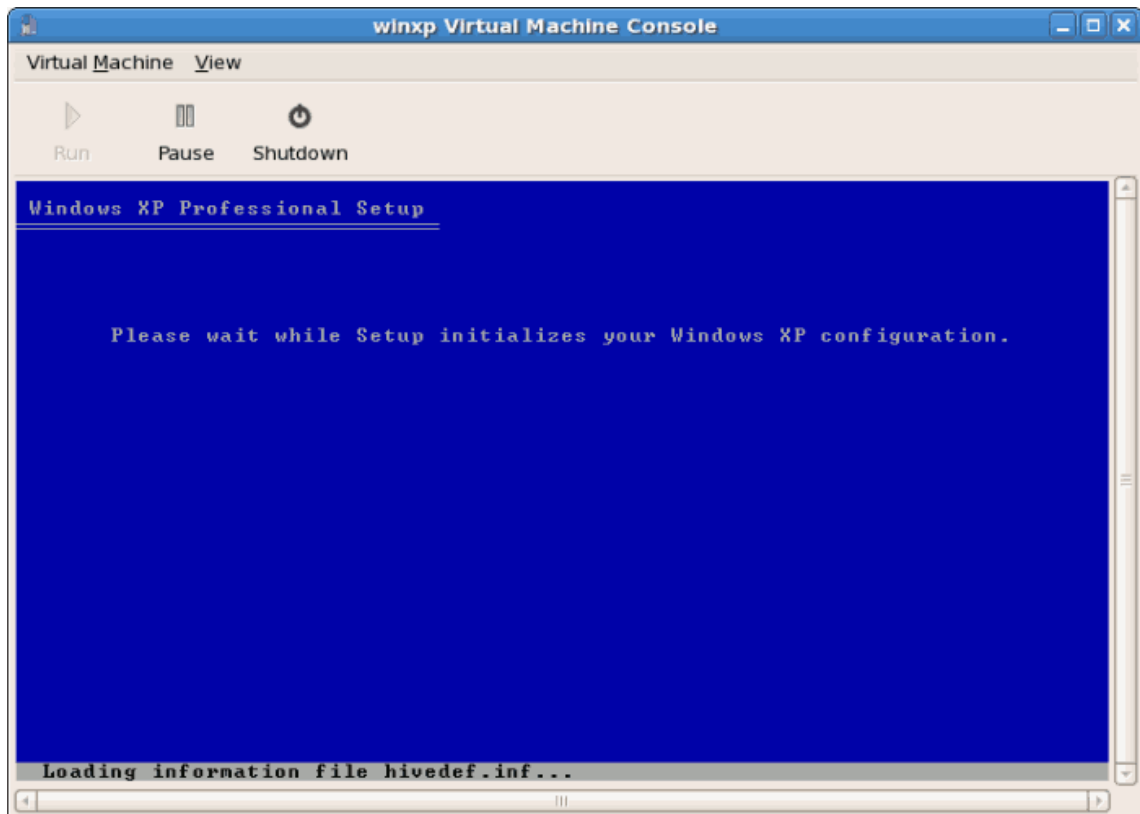 winxp Virtual Machine Console
Virtual Machine View
Run Pause Shutdown
Windows XP Professional Setup
Please wait while Setup initializes your Windows XP configuration.
Loading information file hivedef.inf...